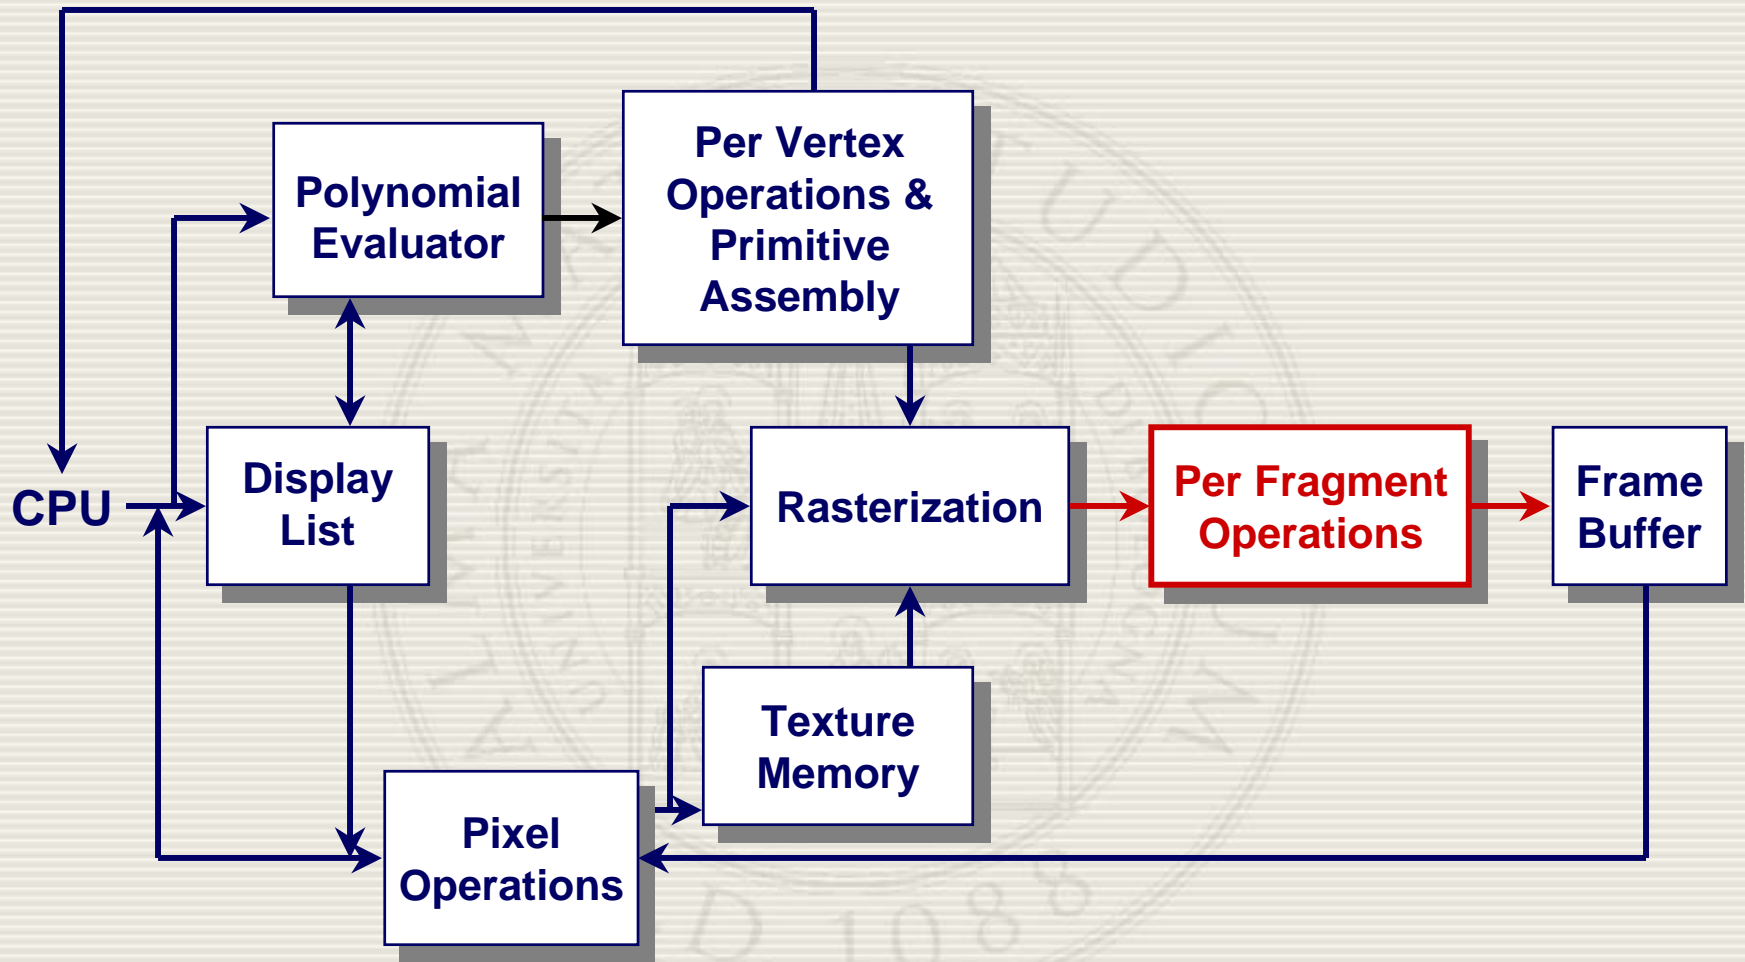 Per Vertex
Operations &
Primitive
Assembly
Polynomial
Evaluator
CPU
Display
List
Rasterization
Per Fragment
Operations
Frame
Buffer
Texture
Memory
Pixel
Operations